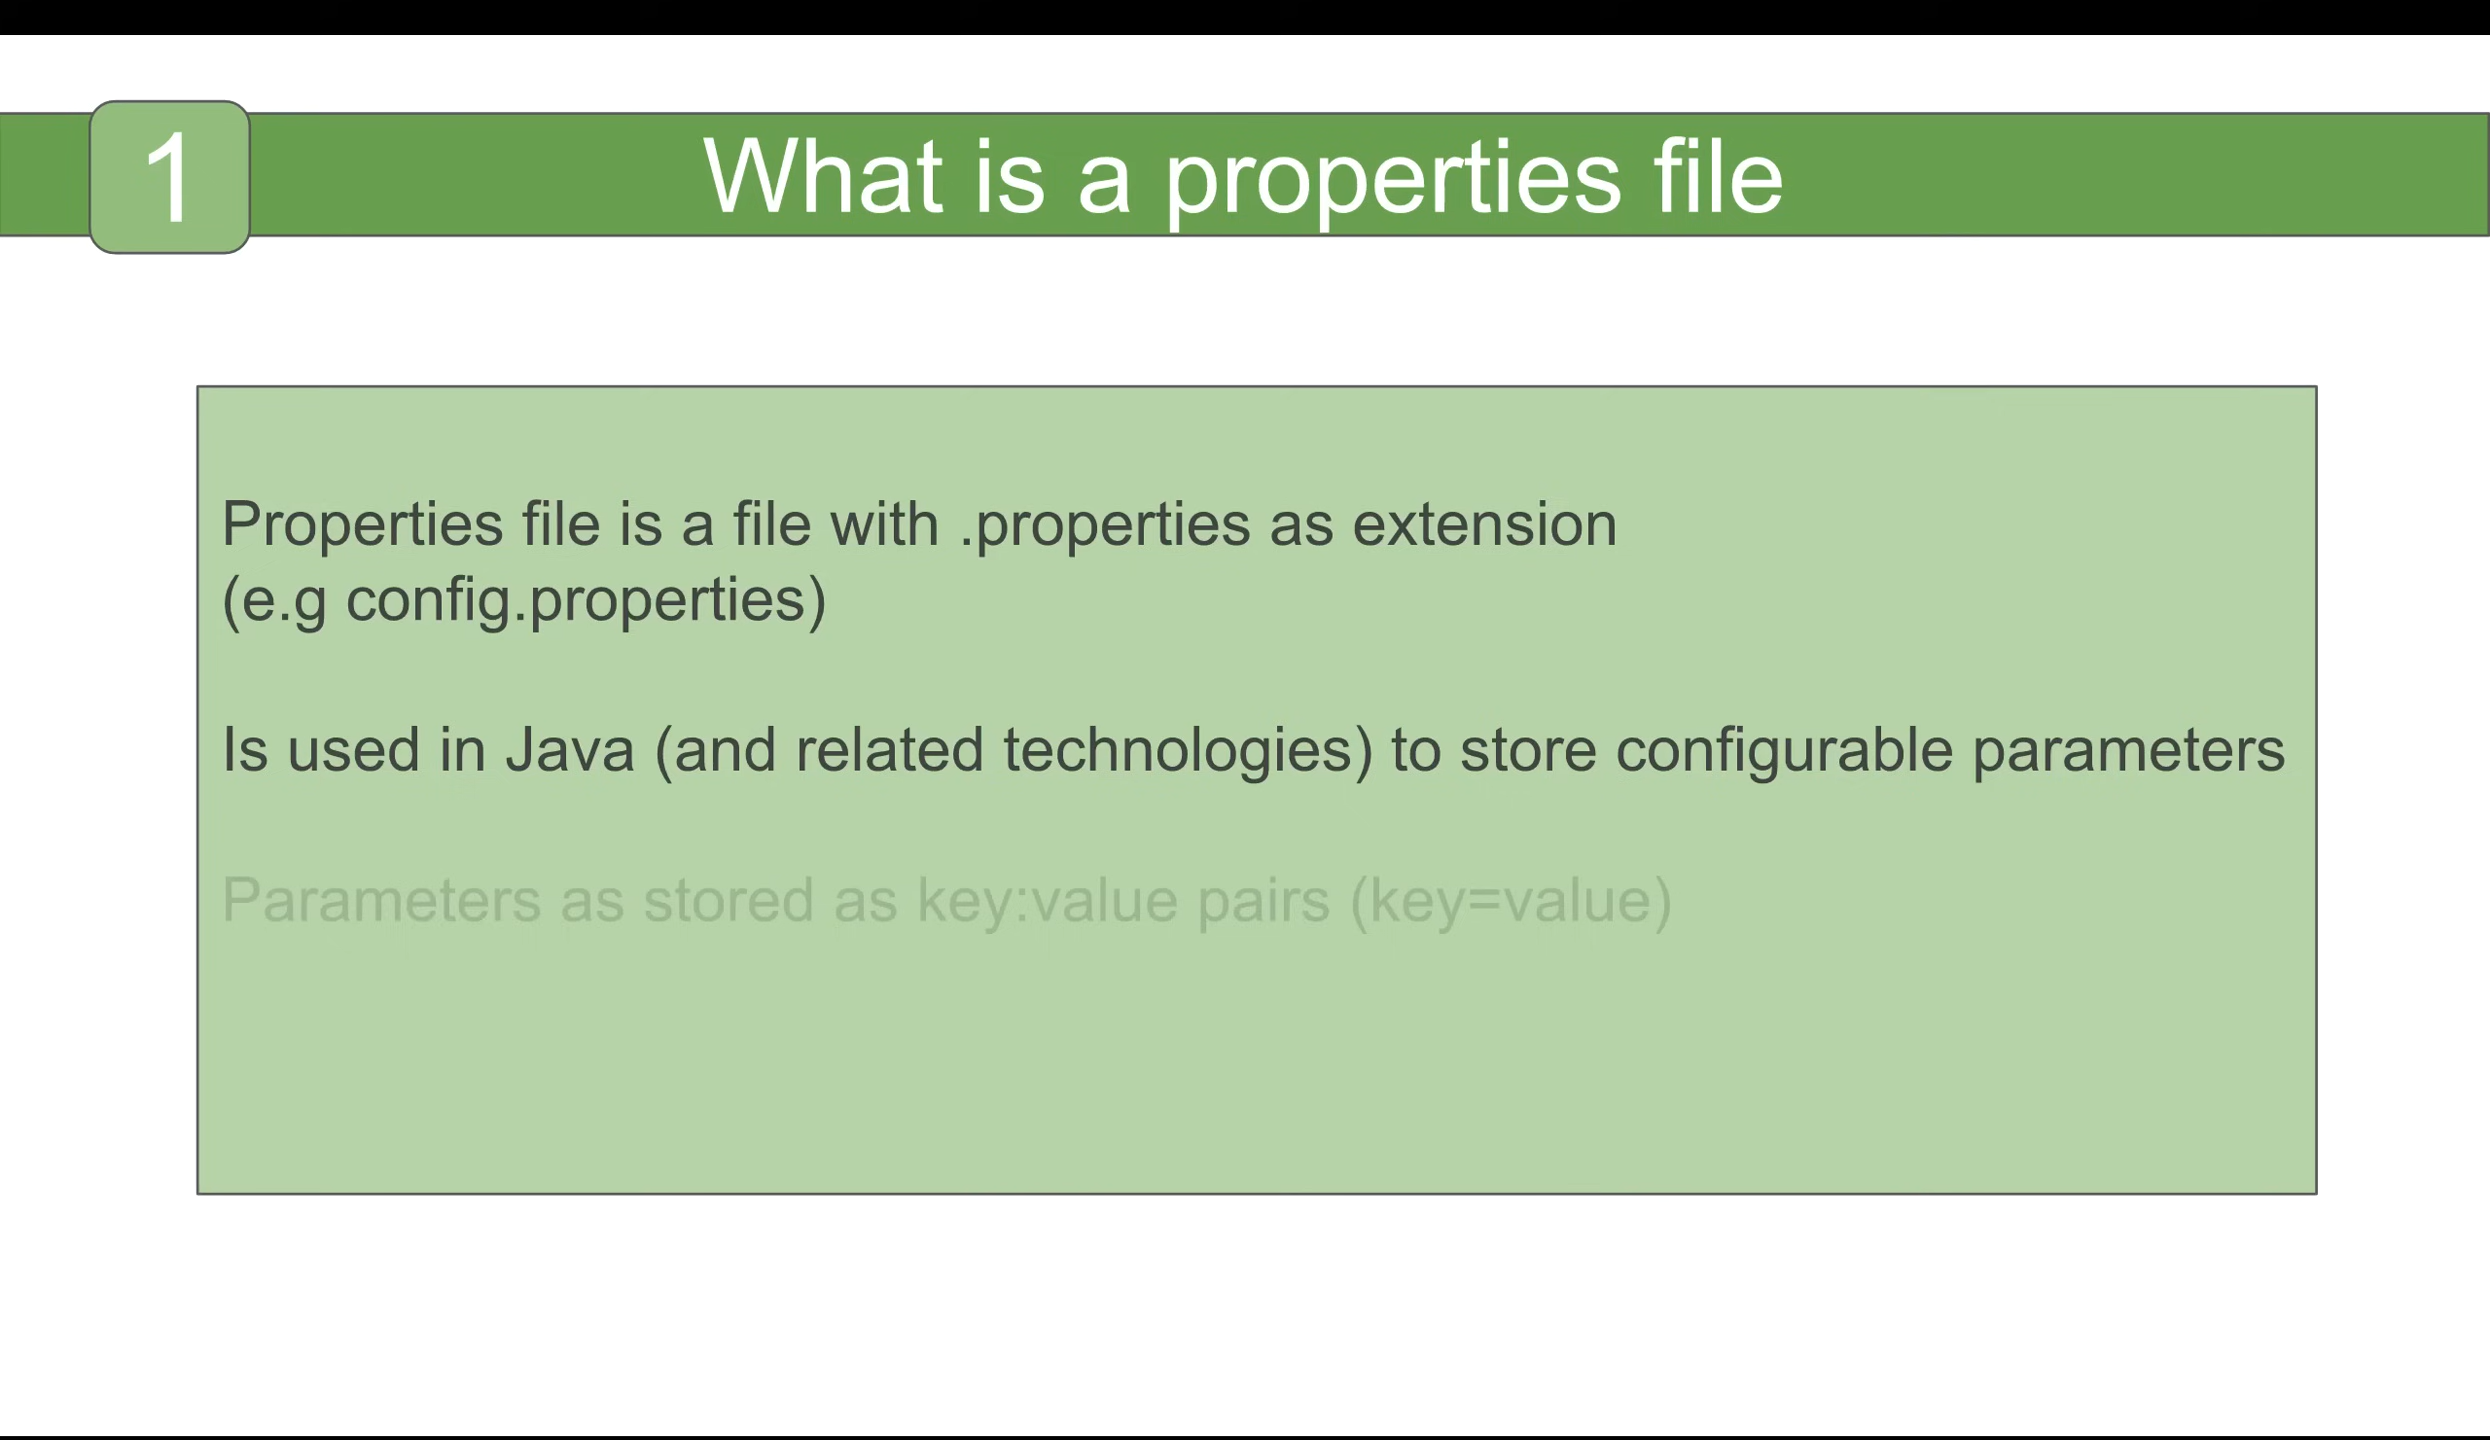 1
What is a properties file
Properties file is a file with .properties as extension
(e.g config.properties)
Is used in Java (and related technologies) to store configurable parameters
Parameters as stored as key:value pairs (key=value)